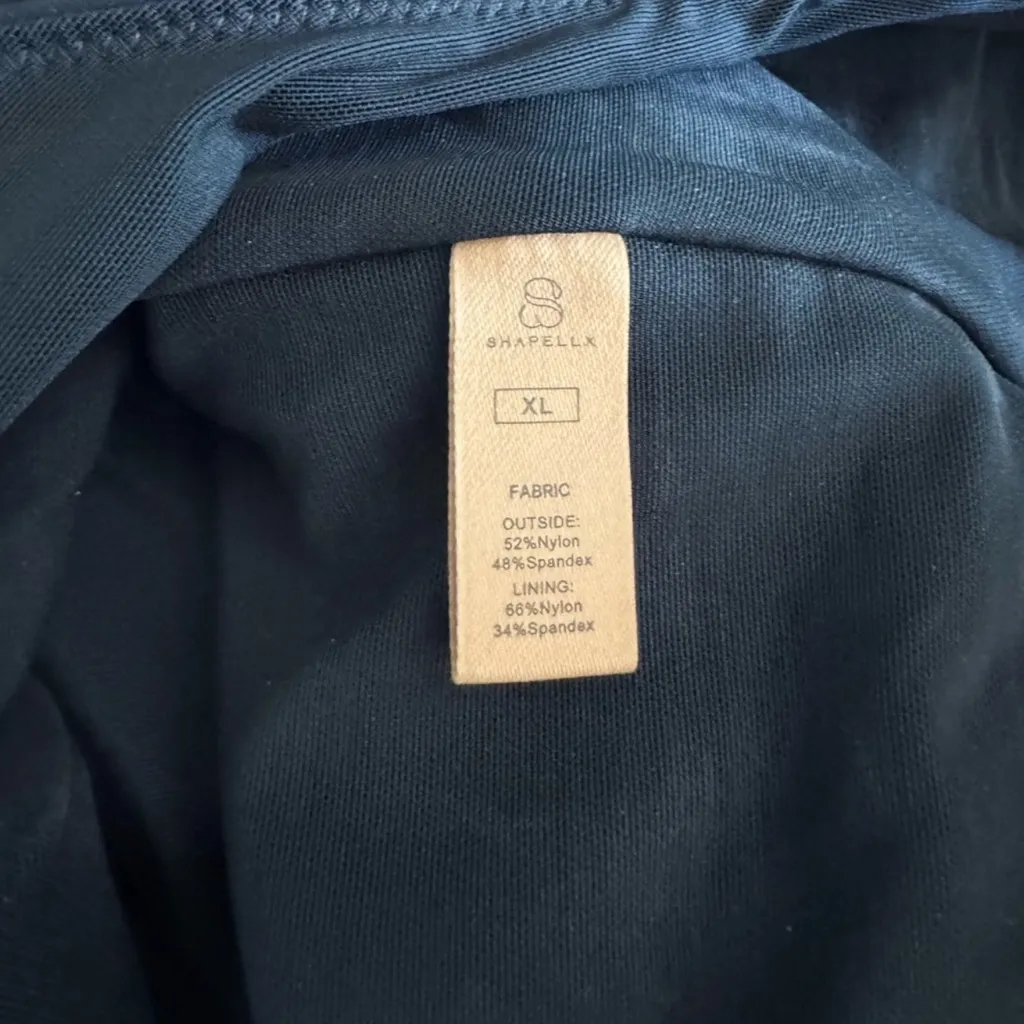 SHAPELLX
XL
FABRIC
OUTSIDE:
52%Nylon
48%Spandex
LINING:
66%Nylon
34%Spandex